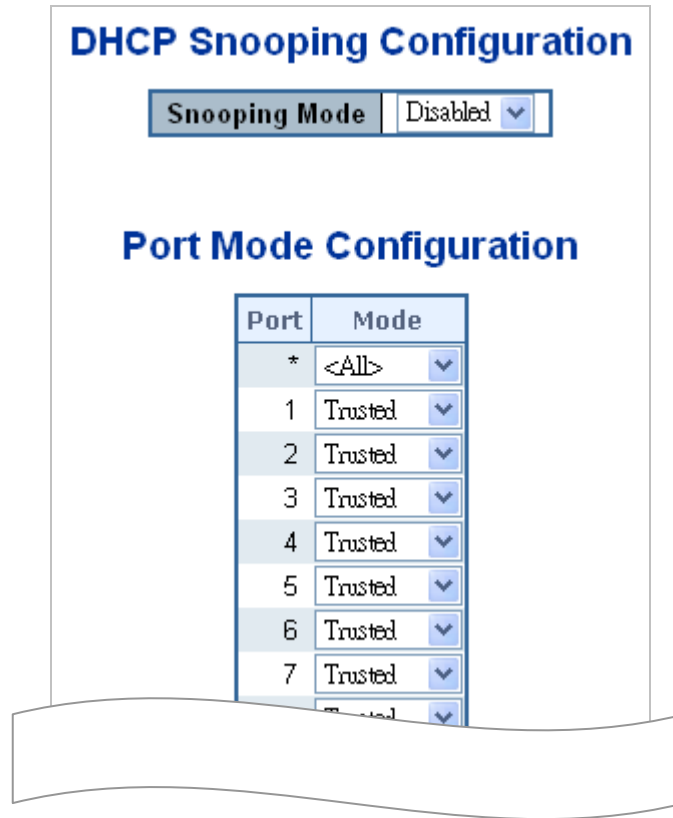 DHCP Snooping Configuration
Snooping Mode Disabled
Port Mode Configuration
Port Mode
* <All>
1 Trusted
2 Trusted
3 Trusted
4 Trusted
5 Trusted
6 Trusted
7 Trusted